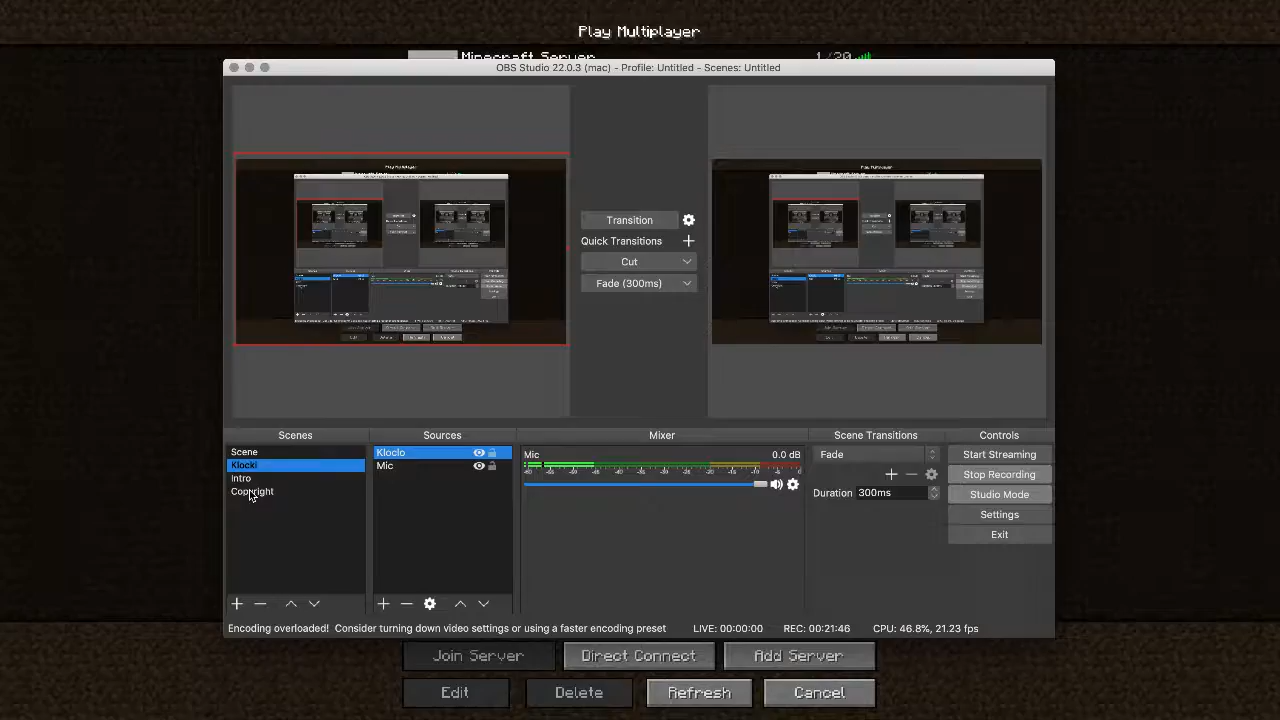 Play Multiplayer
Minecraft Server 1/20
OBS Studio 22.0.3 (mac) - Profile: Untitled - Scenes: Untitled
Transition
Quick Transitions
Cut
Fade (300ms)
Scenes Sources Mixer Scene Transitions Controls
Scene
Klocki
Intro
Copyright
Kloclo
Mic
Mic 0.0 dB
Fade
Duration 300ms
Start Streaming
Stop Recording
Studio Mode
Settings
Exit
Encoding overloaded! Consider turning down video settings or using a faster encoding preset LIVE: 00:00:00 REC: 00:21:46 CPU: 46.8%, 21.23 fps
Join Server Direct Connect Add Server
Edit Delete Refresh Cancel